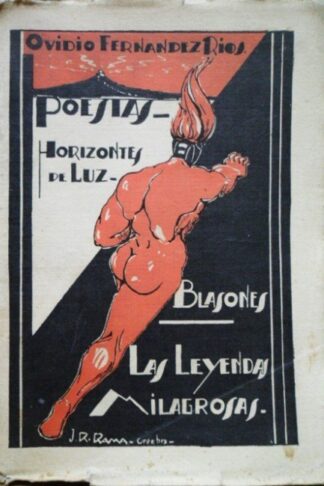 OVIDIO FERNANDEZ RIOS
POESIAS-
HORIZONTES
DE LUZ-
BLASONES
LAS LEYENDAS
MILAGROSAS-